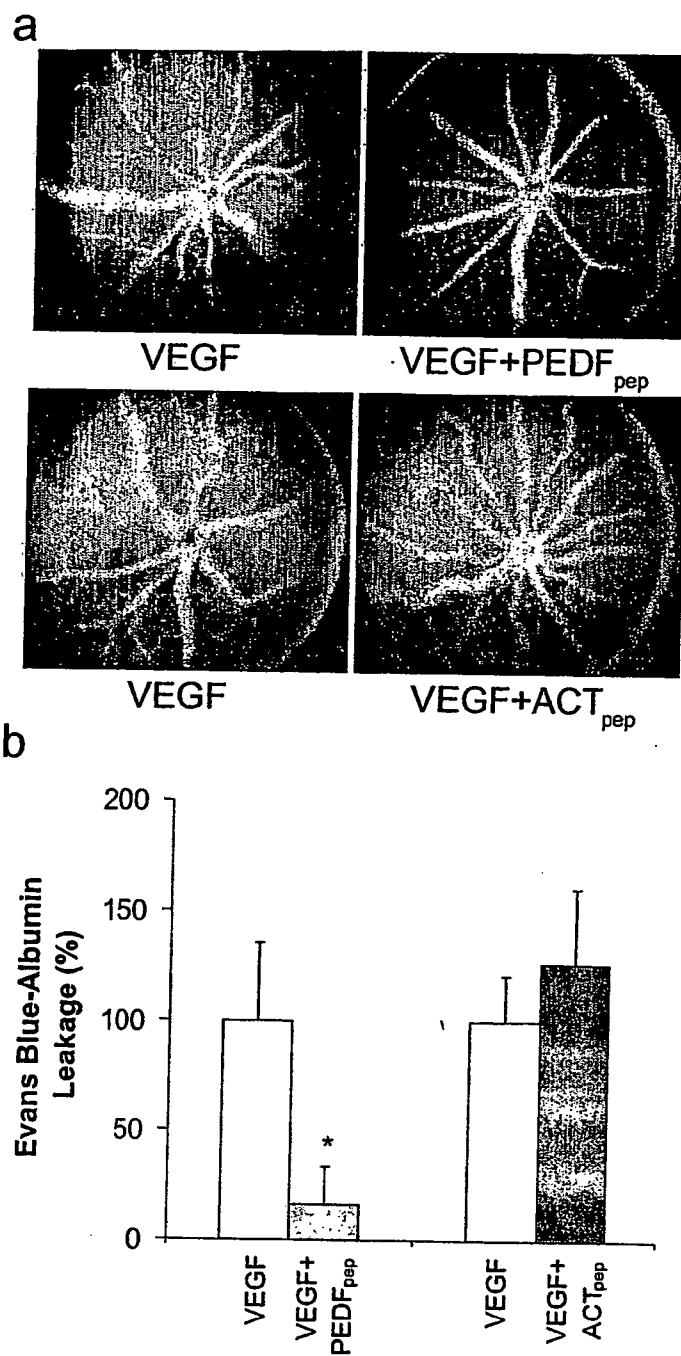 a
VEGF
VEGF+PEDFpep
VEGF
VEGF+ACTpep
b
Evans Blue-Albumin
Leakage (%)
200
150
100
50
0
*
VEGF
VEGF+
PEDFpep
VEGF
VEGF+
ACTpep